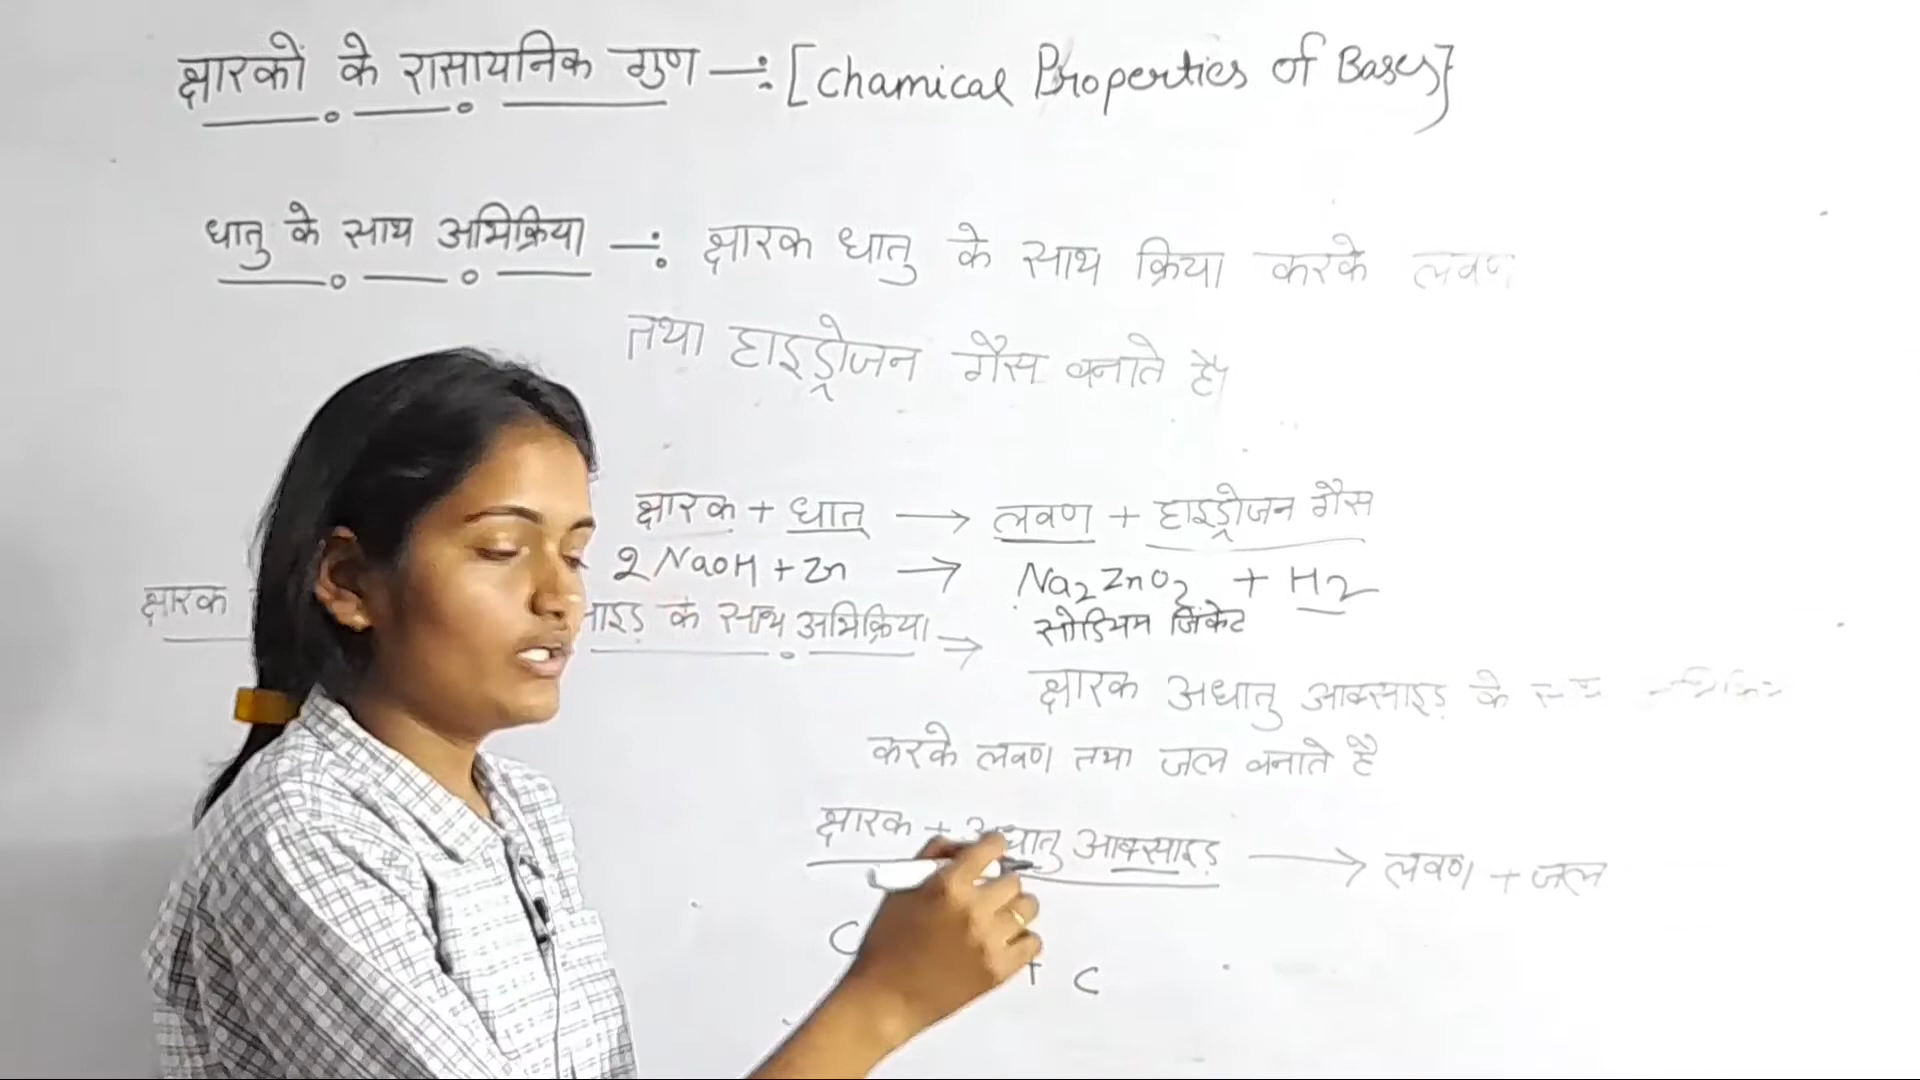 क्षारकों के रासायनिक गुण —: [Chamical Properties of Bases]
धातु के साथ अभिक्रिया —: क्षारक धातु के साथ क्रिया करके लवण
तथा हाइड्रोजन गैस बनाते है।
क्षारक + धातु → लवण + हाइड्रोजन गैस
2NaOH + Zn → Na2ZnO2 + H2
सोडियम जिंकेट
क्षारक के साथ अभिक्रिया →
क्षारक अधातु आक्साइड के
करके लवण तथा जल बनाते है
क्षारक + अधातु आक्साइड → लवण + जल
C + C